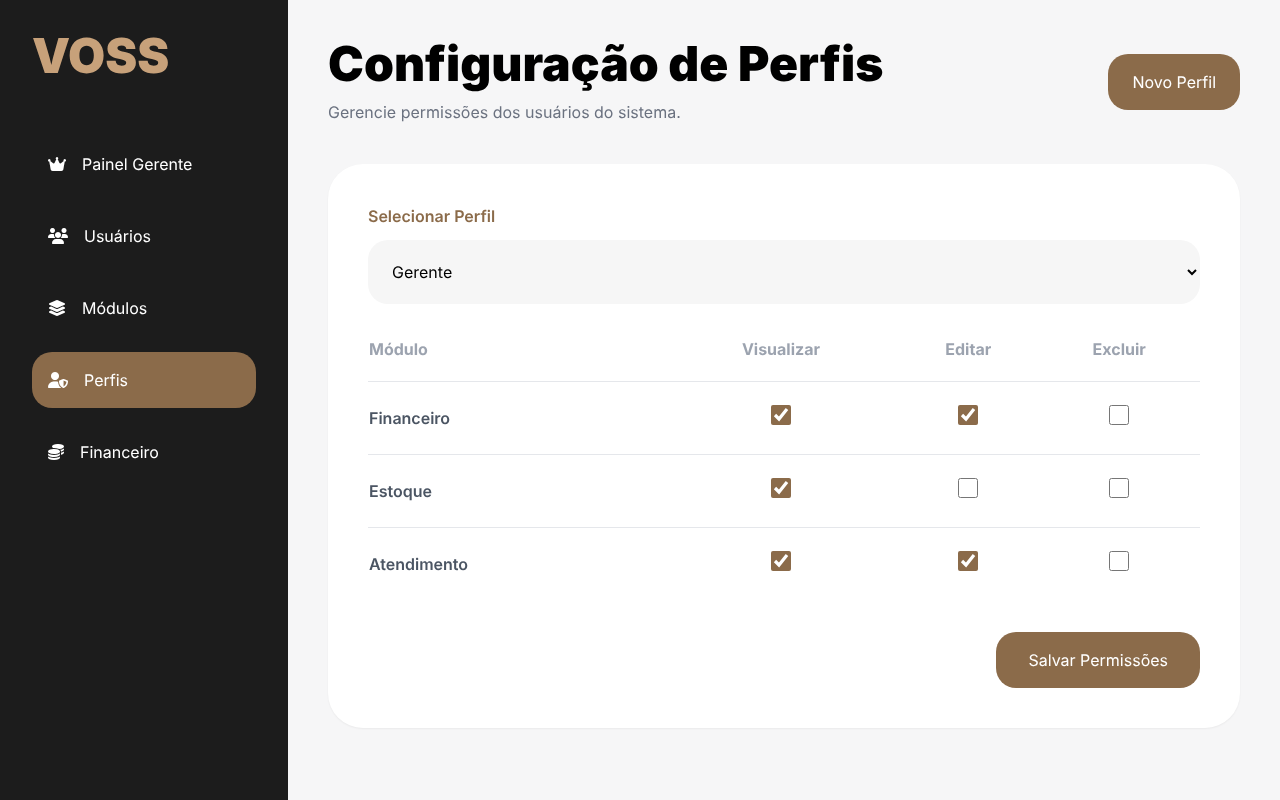 VOSS
Painel Gerente
Usuários
Módulos
Perfis
Financeiro
Configuração de Perfis
Gerencie permissões dos usuários do sistema.
Novo Perfil
Selecionar Perfil
Gerente
Módulo Visualizar Editar Excluir
Financeiro
Estoque
Atendimento
Salvar Permissões